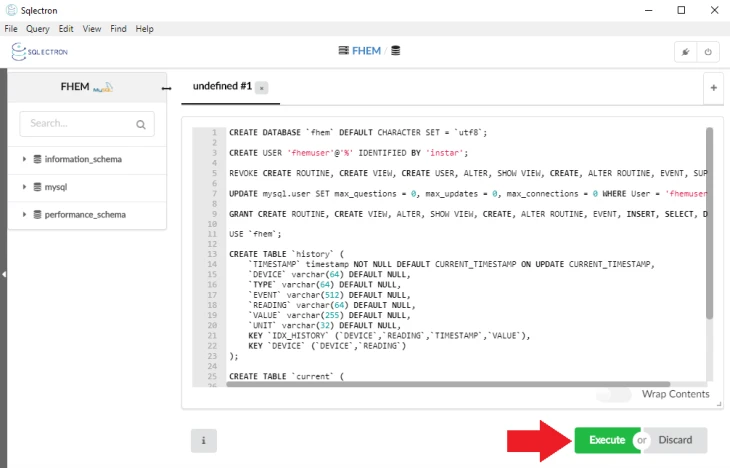 Sqlectron
File Query Edit View Find Help
SQLECTRON
FHEM /
FHEM MySQL
undefined #1 x
+
Search...
information_schema
mysql
performance_schema
1 CREATE DATABASE `fhem` DEFAULT CHARACTER SET = `utf8`;
2
3 CREATE USER 'fhemuser'@'%' IDENTIFIED BY 'instar';
4
5 REVOKE CREATE ROUTINE, CREATE VIEW, CREATE USER, ALTER, SHOW VIEW, CREATE, ALTER ROUTINE, EVENT, SUP
6
7 UPDATE mysql.user SET max_questions = 0, max_updates = 0, max_connections = 0 WHERE User = 'fhemuser
8
9 GRANT CREATE ROUTINE, CREATE VIEW, ALTER, SHOW VIEW, CREATE, ALTER ROUTINE, EVENT, INSERT, SELECT, D
10
11 USE `fhem`;
12
13 CREATE TABLE `history` (
14 `TIMESTAMP` timestamp NOT NULL DEFAULT CURRENT_TIMESTAMP ON UPDATE CURRENT_TIMESTAMP,
15 `DEVICE` varchar(64) DEFAULT NULL,
16 `TYPE` varchar(64) DEFAULT NULL,
17 `EVENT` varchar(512) DEFAULT NULL,
18 `READING` varchar(64) DEFAULT NULL,
19 `VALUE` varchar(255) DEFAULT NULL,
20 `UNIT` varchar(32) DEFAULT NULL,
21 KEY `IDX_HISTORY` (`DEVICE`,`READING`,`TIMESTAMP`,`VALUE`),
22 KEY `DEVICE` (`DEVICE`,`READING`)
23 );
24
25 CREATE TABLE `current` (
26
Wrap Contents
i
Execute or Discard